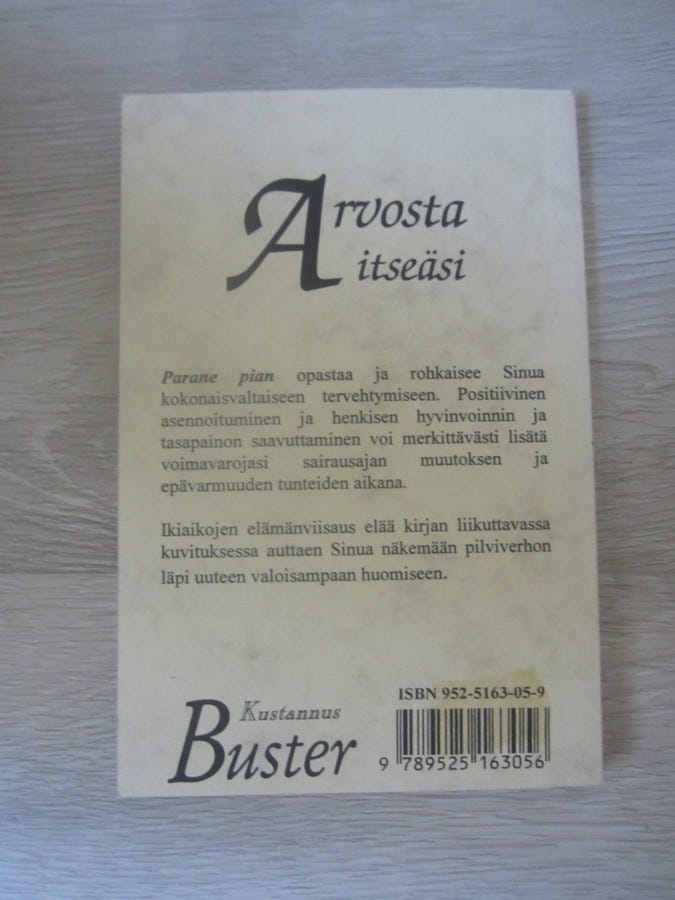 Arvosta
itseäsi
Parane pian opastaa ja rohkaisee Sinua
kokonaisvaltaiseen tervehtymiseen. Positiivinen
asennoituminen ja henkisen hyvinvoinnin ja
tasapainon saavuttaminen voi merkittävästi lisätä
voimavarojasi sairausajan muutoksen ja
epävarmuuden tunteiden aikana.
Ikiaikojen elämänviisaus elää kirjan liikuttavassa
kuvituksessa auttaen Sinua näkemään pilviverhon
läpi uuteen valoisampaan huomiseen.
Kustannus
Buster
ISBN 952-5163-05-9
9 789525 163056